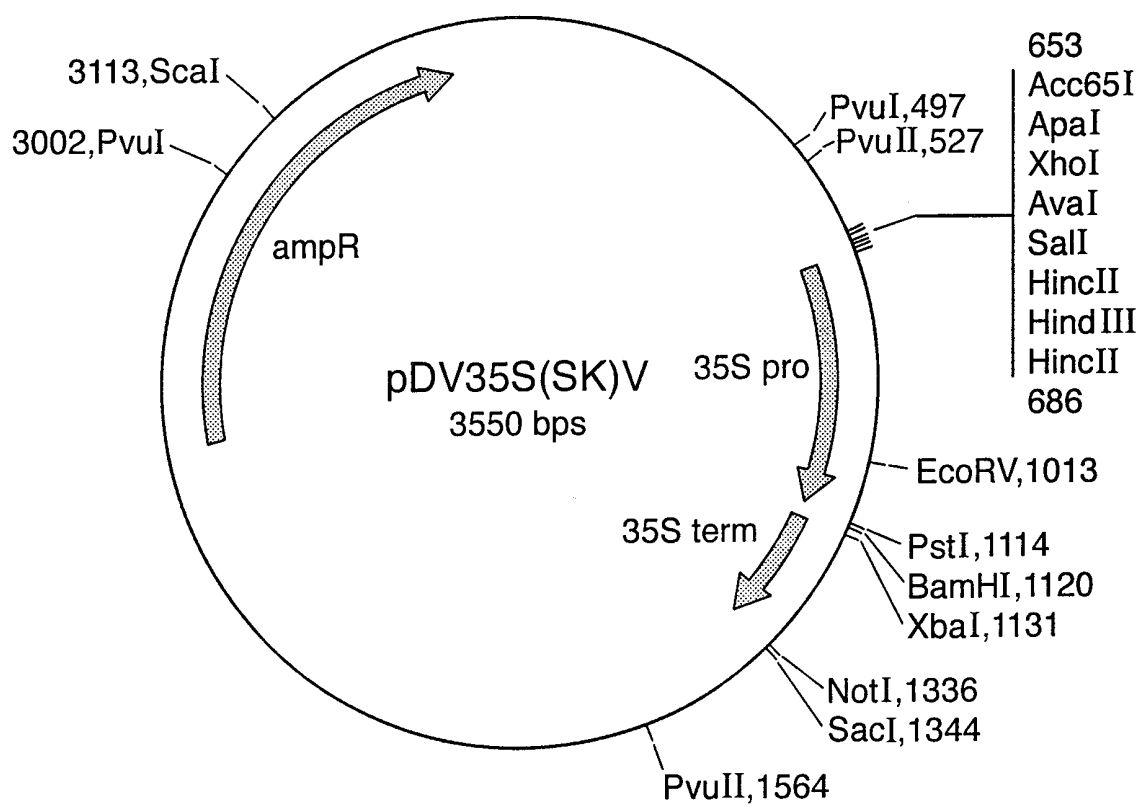 3113,ScaI
3002,PvuI
ampR
pDV35S(SK)V
3550 bps
PvuI,497
PvuII,527
653
Acc65I
ApaI
XhoI
AvaI
SalI
HincII
HindIII
HincII
686
35S pro
EcoRV,1013
35S term
PstI,1114
BamHI,1120
XbaI,1131
NotI,1336
SacI,1344
PvuII,1564